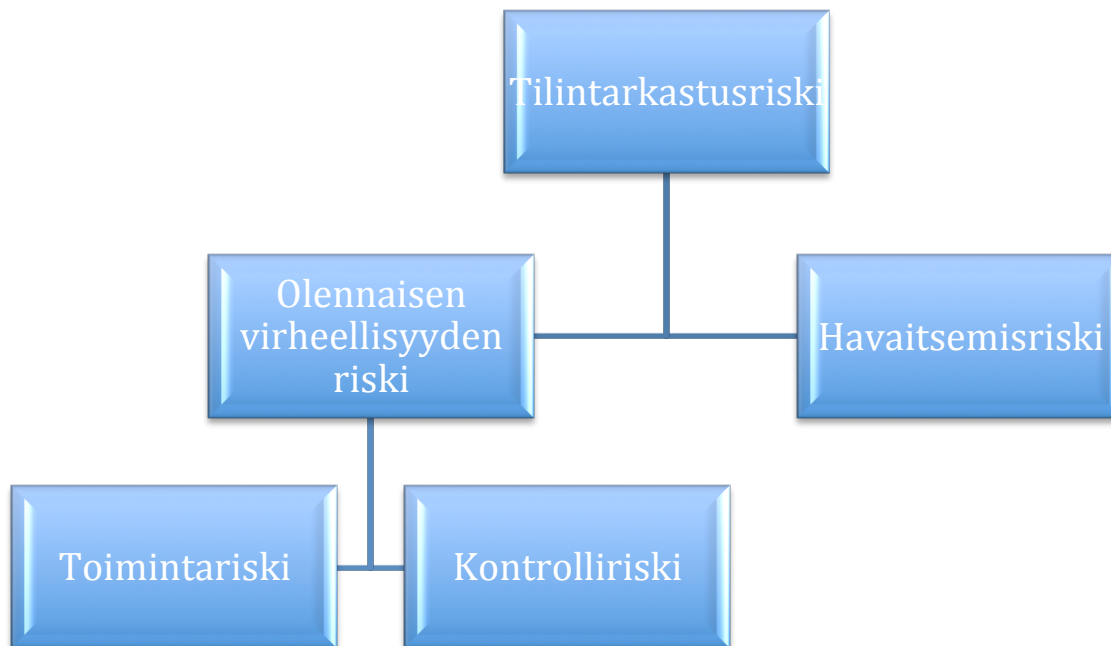 Tilintarkastusriski
Olennaisen
virheellisyyden
riski
Havaitsemisriski
Toimintariski
Kontrolliriski